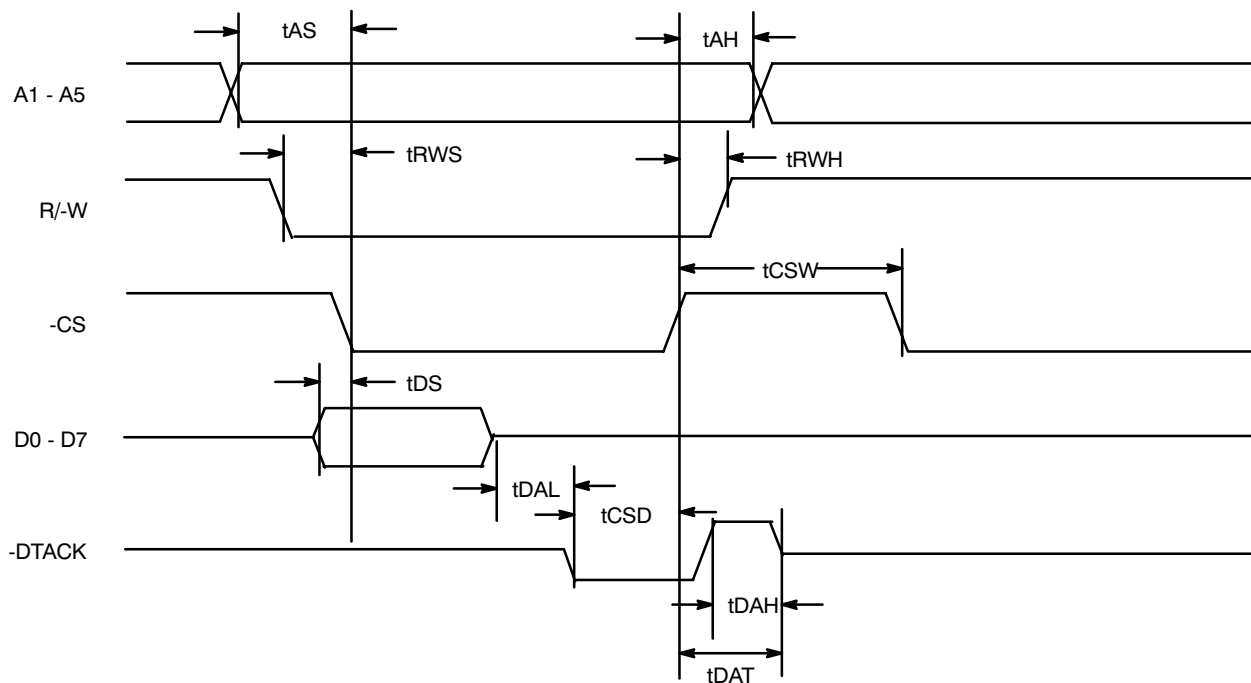 tAS
tAH
A1 - A5
tRWS
tRWH
R/-W
tCSW
-CS
tDS
D0 - D7
tDAL
tCSD
-DTACK
tDAH
tDAT